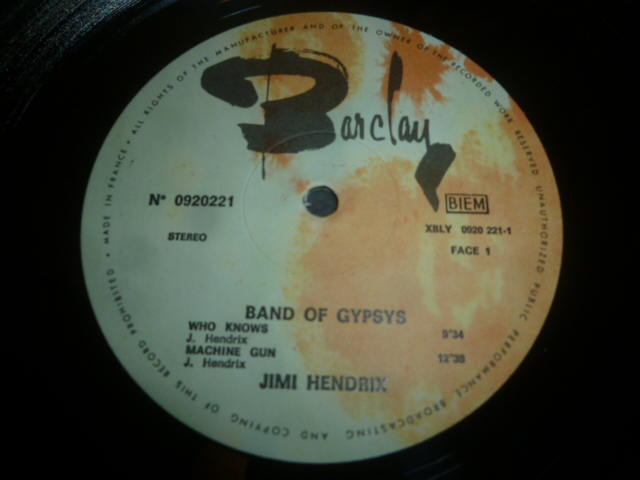 • MADE IN FRANCE • ALL RIGHTS OF THE MANUFACTURER AND OF THE OWNER OF THE RECORDED WORK RESERVED UNAUTHORIZED PUBLIC PERFORMANCE BROADCASTING AND COPYING OF THIS RECORD PROHIBITED
Barclay
N° 0920221
BIEM
STEREO
XBLY 0920 221-1
FACE 1
BAND OF GYPSYS
WHO KNOWS 9'34
J. Hendrix
MACHINE GUN 12'38
J. Hendrix
JIMI HENDRIX